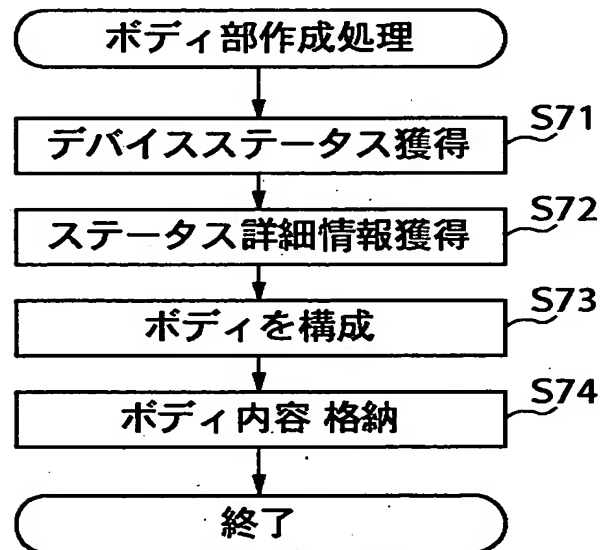 ボディ部作成処理
デバイスステータス獲得 S71
ステータス詳細情報獲得 S72
ボディを構成 S73
ボディ内容 格納 S74
終了